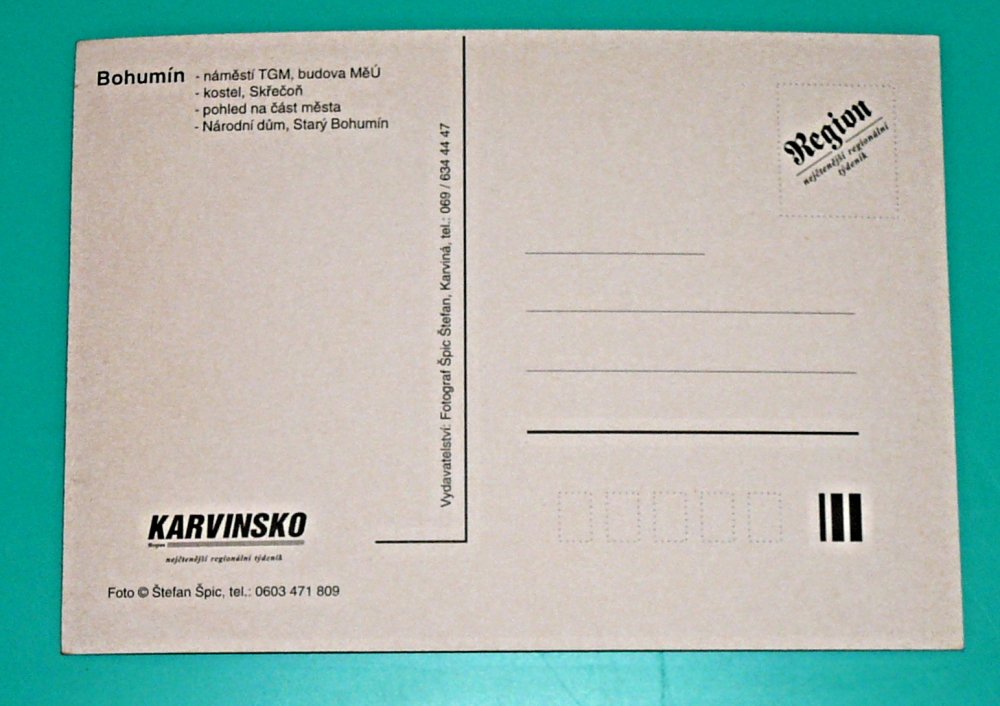 Bohumín - náměstí TGM, budova MěÚ
- kostel, Skřečoň
- pohled na část města
- Národní dům, Starý Bohumín
Vydavatelství: Fotograf Špic Štefan, Karviná, tel.: 069 / 634 44 47
KARVINSKO
Region
nejčtenější regionální týdeník
Foto © Štefan Špic, tel.: 0603 471 809
Region
nejčtenější regionální
týdeník